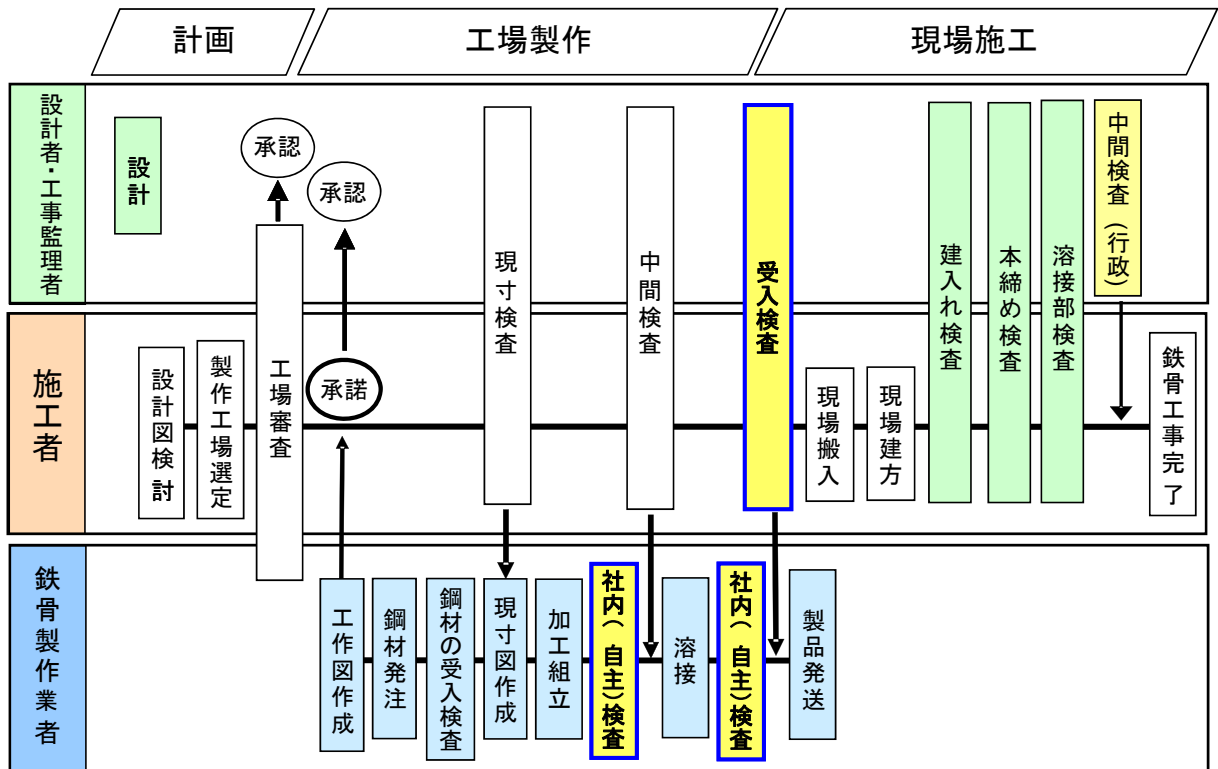 計画
工場製作
現場施工
設計者・工事監理者
設計
承認
承認
現寸検査
中間検査
受入検査
建入れ検査
本締め検査
溶接部検査
中間検査（行政）
施工者
設計図検討
製作工場選定
工場審査
承諾
現場搬入
現場建方
鉄骨工事完了
鉄骨製作業者
工作図作成
鋼材発注
鋼材の受入検査
現寸図作成
加工組立
社内（自主）検査
溶接
社内（自主）検査
製品発送